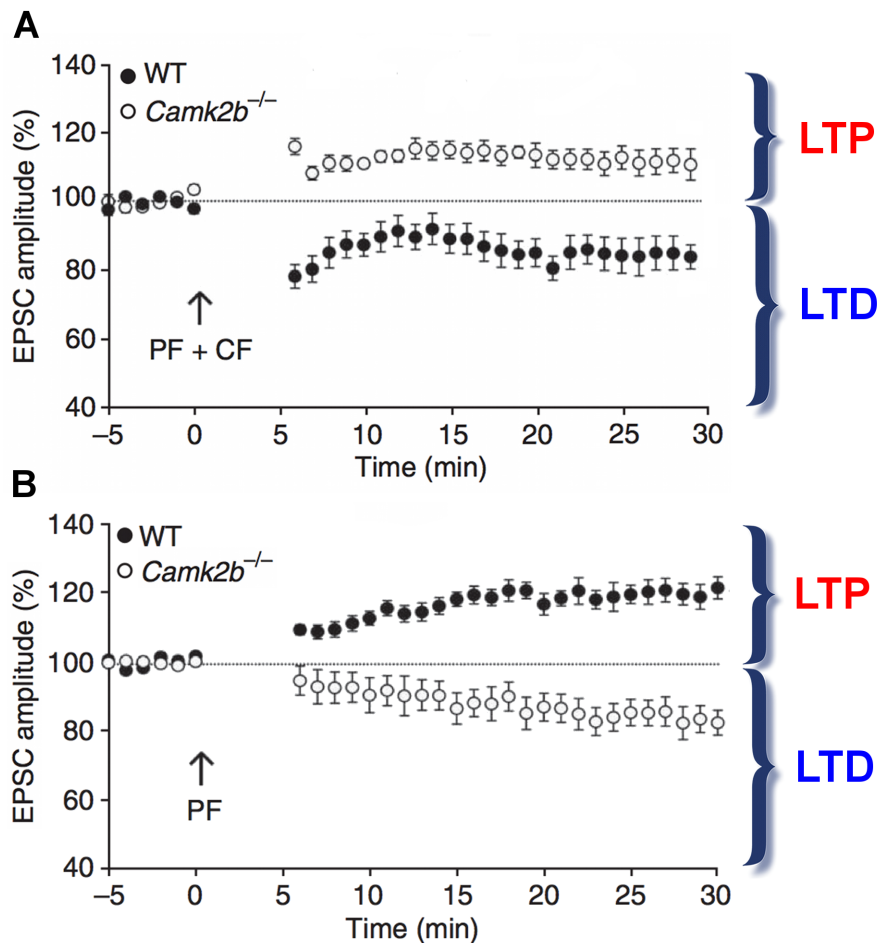 A
140
120
100
80
60
40
EPSC amplitude (%)
WT
Camk2b–/–
PF + CF
–5
0
5
10
15
20
25
30
Time (min)
LTP
LTD
B
140
120
100
80
60
40
EPSC amplitude (%)
WT
Camk2b–/–
PF
–5
0
5
10
15
20
25
30
Time (min)
LTP
LTD